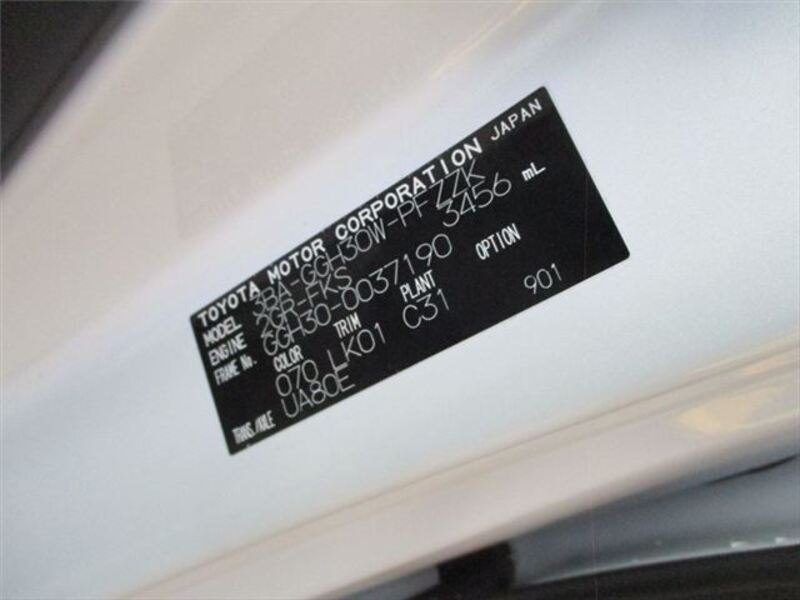 TOYOTA MOTOR CORPORATION JAPAN
MODEL 3BA-GGH30W-PFZZK
ENGINE 2GR-FKS 3456 mL
FRAME No. GGH30-0037190
COLOR TRIM PLANT OPTION
070 LK01 C31 901
TRANS./AXLE UA80E